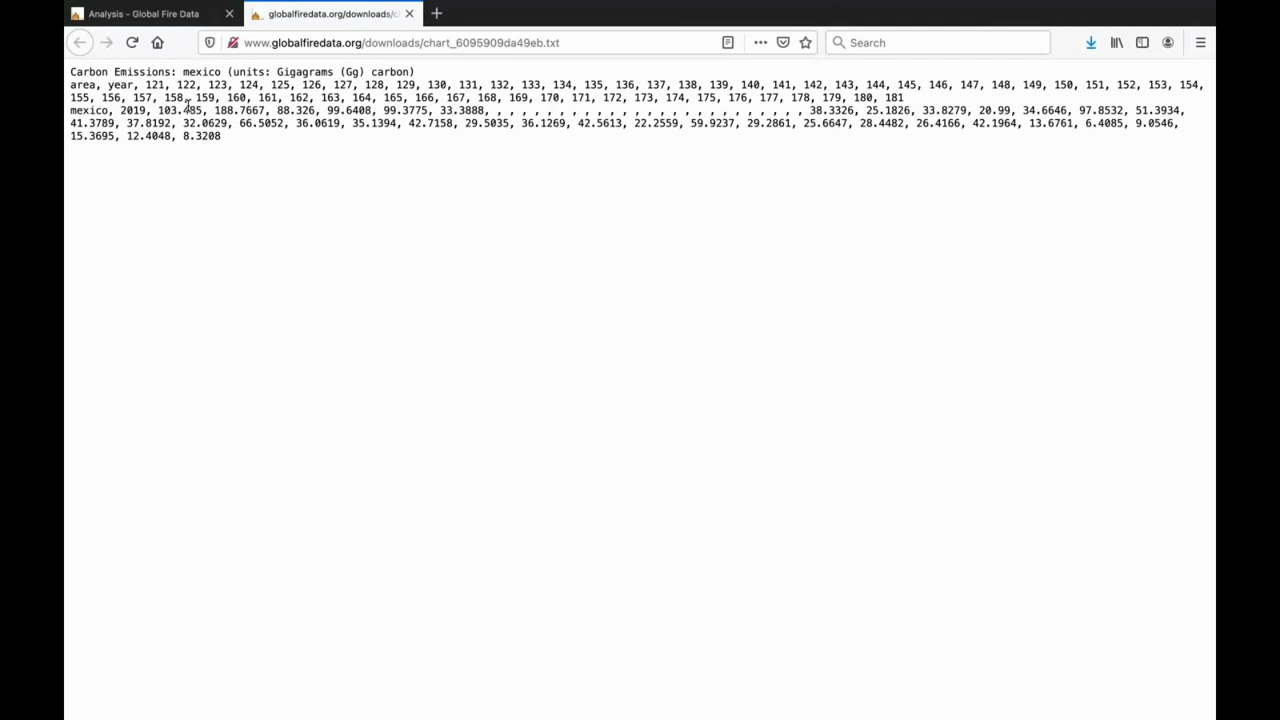 Analysis - Global Fire Data
globalfiredata.org/downloads/c
www.globalfiredata.org/downloads/chart_6095909da49eb.txt
Search
Carbon Emissions: mexico (units: Gigagrams (Gg) carbon)
area, year, 121, 122, 123, 124, 125, 126, 127, 128, 129, 130, 131, 132, 133, 134, 135, 136, 137, 138, 139, 140, 141, 142, 143, 144, 145, 146, 147, 148, 149, 150, 151, 152, 153, 154,
155, 156, 157, 158, 159, 160, 161, 162, 163, 164, 165, 166, 167, 168, 169, 170, 171, 172, 173, 174, 175, 176, 177, 178, 179, 180, 181
mexico, 2019, 103.485, 188.7667, 88.326, 99.6408, 99.3775, 33.3888, , , , , , , , , , , , , , , , , , , , , 38.3326, 25.1826, 33.8279, 20.99, 34.6646, 97.8532, 51.3934,
41.3789, 37.8192, 32.0629, 66.5052, 36.0619, 35.1394, 42.7158, 29.5035, 36.1269, 42.5613, 22.2559, 59.9237, 29.2861, 25.6647, 28.4482, 26.4166, 42.1964, 13.6761, 6.4085, 9.0546,
15.3695, 12.4048, 8.3208